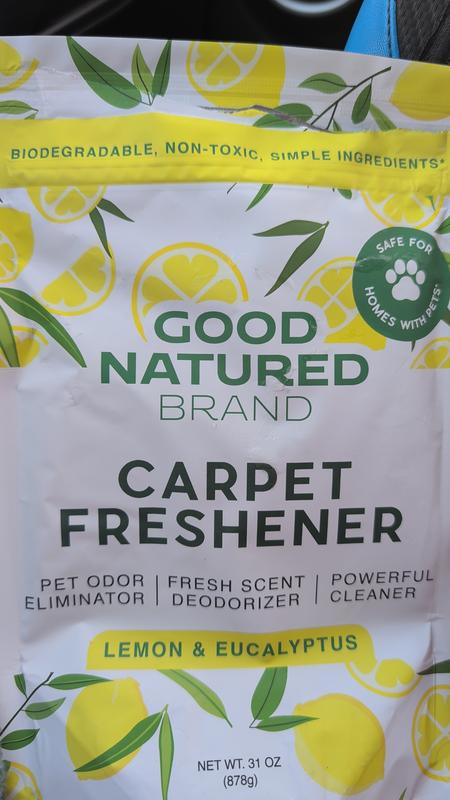 BIODEGRADABLE, NON-TOXIC, SIMPLE INGREDIENTS*
SAFE FOR
HOMES WITH PETS*
GOOD
NATURED
BRAND
CARPET
FRESHENER
PET ODOR ELIMINATOR | FRESH SCENT DEODORIZER | POWERFUL CLEANER
LEMON & EUCALYPTUS
NET WT. 31 OZ
(878g)